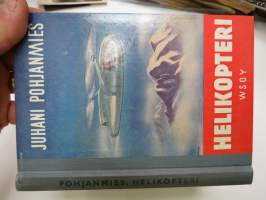 JUHANI POHJANMIES
HELIKOPTERI
WSOY
POHJANMIES: HELIKOPTERI